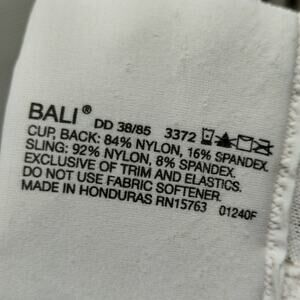 BALI® DD 38/85 3372
CUP, BACK: 84% NYLON, 16% SPANDEX.
SLING: 92% NYLON, 8% SPANDEX.
EXCLUSIVE OF TRIM AND ELASTICS.
DO NOT USE FABRIC SOFTENER.
MADE IN HONDURAS RN15763 01240F